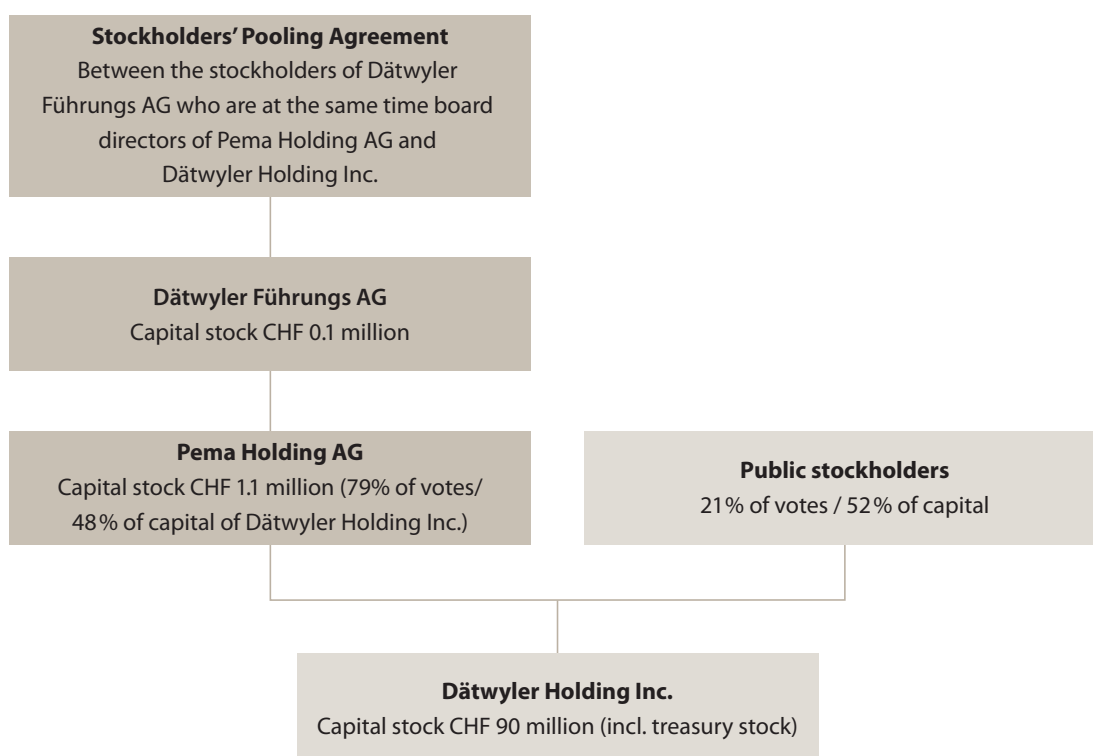 Stockholders’ Pooling Agreement
Between the stockholders of Dätwyler
Führungs AG who are at the same time board
directors of Pema Holding AG and
Dätwyler Holding Inc.
Dätwyler Führungs AG
Capital stock CHF 0.1 million
Pema Holding AG
Capital stock CHF 1.1 million (79% of votes/
48% of capital of Dätwyler Holding Inc.)
Public stockholders
21% of votes / 52% of capital
Dätwyler Holding Inc.
Capital stock CHF 90 million (incl. treasury stock)